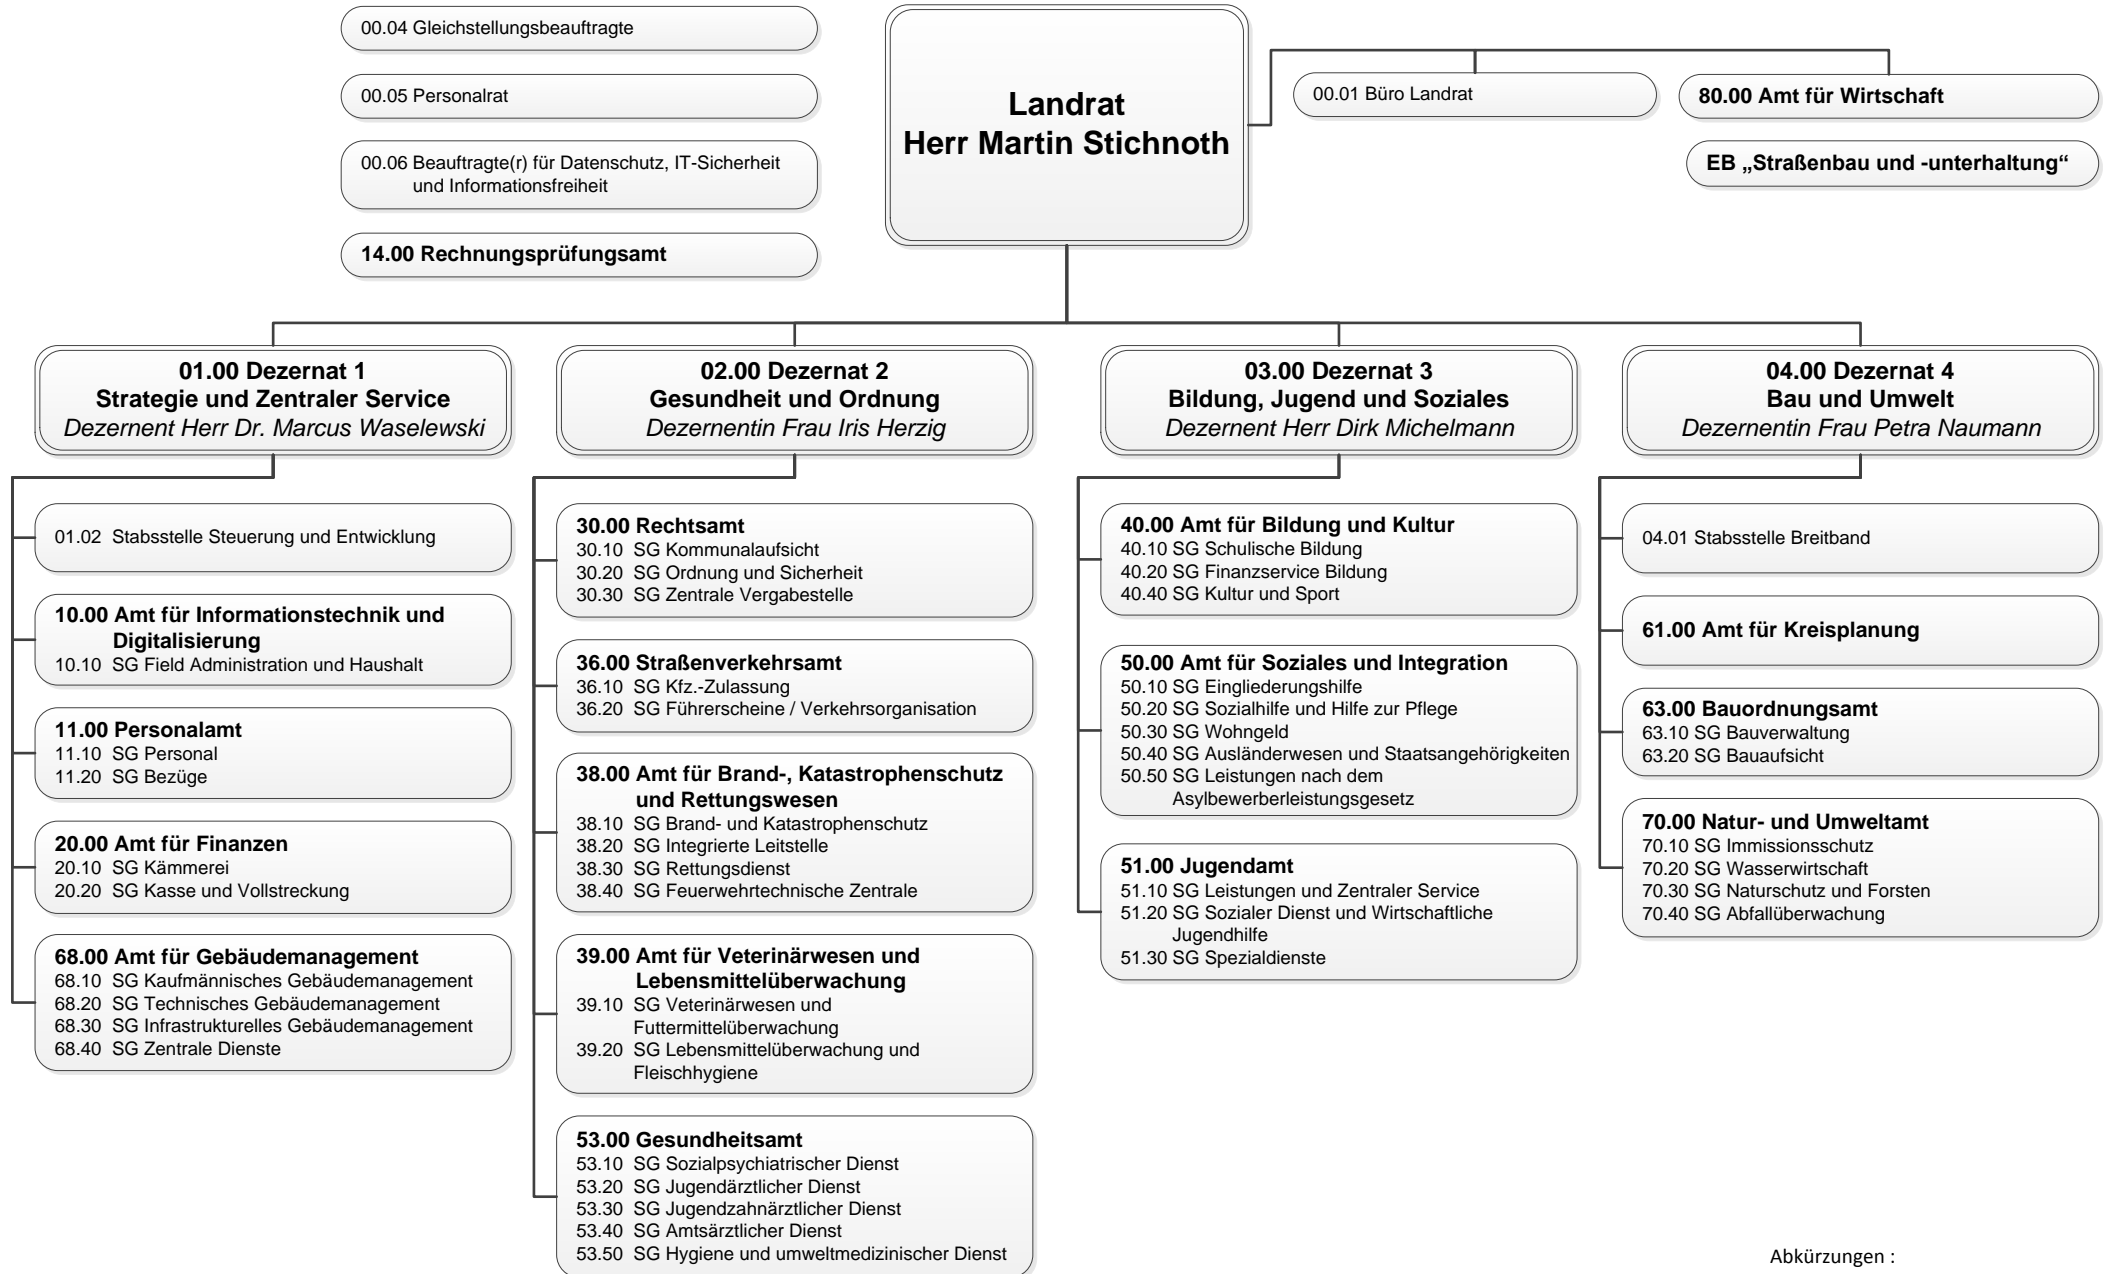 00.04 Gleichstellungsbeauftragte
00.05 Personalrat
00.06 Beauftragte(r) für Datenschutz, IT-Sicherheit
und Informationsfreiheit
14.00 Rechnungsprüfungsamt
Landrat
Herr Martin Stichnoth
00.01 Büro Landrat
80.00 Amt für Wirtschaft
EB „Straßenbau und -unterhaltung“
01.00 Dezernat 1
Strategie und Zentraler Service
Dezernent Herr Dr. Marcus Waselewski
01.02 Stabsstelle Steuerung und Entwicklung
10.00 Amt für Informationstechnik und
Digitalisierung
10.10 SG Field Administration und Haushalt
11.00 Personalamt
11.10 SG Personal
11.20 SG Bezüge
20.00 Amt für Finanzen
20.10 SG Kämmerei
20.20 SG Kasse und Vollstreckung
68.00 Amt für Gebäudemanagement
68.10 SG Kaufmännisches Gebäudemanagement
68.20 SG Technisches Gebäudemanagement
68.30 SG Infrastrukturelles Gebäudemanagement
68.40 SG Zentrale Dienste
02.00 Dezernat 2
Gesundheit und Ordnung
Dezernentin Frau Iris Herzig
30.00 Rechtsamt
30.10 SG Kommunalaufsicht
30.20 SG Ordnung und Sicherheit
30.30 SG Zentrale Vergabestelle
36.00 Straßenverkehrsamt
36.10 SG Kfz.-Zulassung
36.20 SG Führerscheine / Verkehrsorganisation
38.00 Amt für Brand-, Katastrophenschutz
und Rettungswesen
38.10 SG Brand- und Katastrophenschutz
38.20 SG Integrierte Leitstelle
38.30 SG Rettungsdienst
38.40 SG Feuerwehrtechnische Zentrale
39.00 Amt für Veterinärwesen und
Lebensmittelüberwachung
39.10 SG Veterinärwesen und
Futtermittelüberwachung
39.20 SG Lebensmittelüberwachung und
Fleischhygiene
53.00 Gesundheitsamt
53.10 SG Sozialpsychiatrischer Dienst
53.20 SG Jugendärztlicher Dienst
53.30 SG Jugendzahnärztlicher Dienst
53.40 SG Amtsärztlicher Dienst
53.50 SG Hygiene und umweltmedizinischer Dienst
03.00 Dezernat 3
Bildung, Jugend und Soziales
Dezernent Herr Dirk Michelmann
40.00 Amt für Bildung und Kultur
40.10 SG Schulische Bildung
40.20 SG Finanzservice Bildung
40.40 SG Kultur und Sport
50.00 Amt für Soziales und Integration
50.10 SG Eingliederungshilfe
50.20 SG Sozialhilfe und Hilfe zur Pflege
50.30 SG Wohngeld
50.40 SG Ausländerwesen und Staatsangehörigkeiten
50.50 SG Leistungen nach dem
Asylbewerberleistungsgesetz
51.00 Jugendamt
51.10 SG Leistungen und Zentraler Service
51.20 SG Sozialer Dienst und Wirtschaftliche
Jugendhilfe
51.30 SG Spezialdienste
04.00 Dezernat 4
Bau und Umwelt
Dezernentin Frau Petra Naumann
04.01 Stabsstelle Breitband
61.00 Amt für Kreisplanung
63.00 Bauordnungsamt
63.10 SG Bauverwaltung
63.20 SG Bauaufsicht
70.00 Natur- und Umweltamt
70.10 SG Immissionsschutz
70.20 SG Wasserwirtschaft
70.30 SG Naturschutz und Forsten
70.40 SG Abfallüberwachung
Abkürzungen :